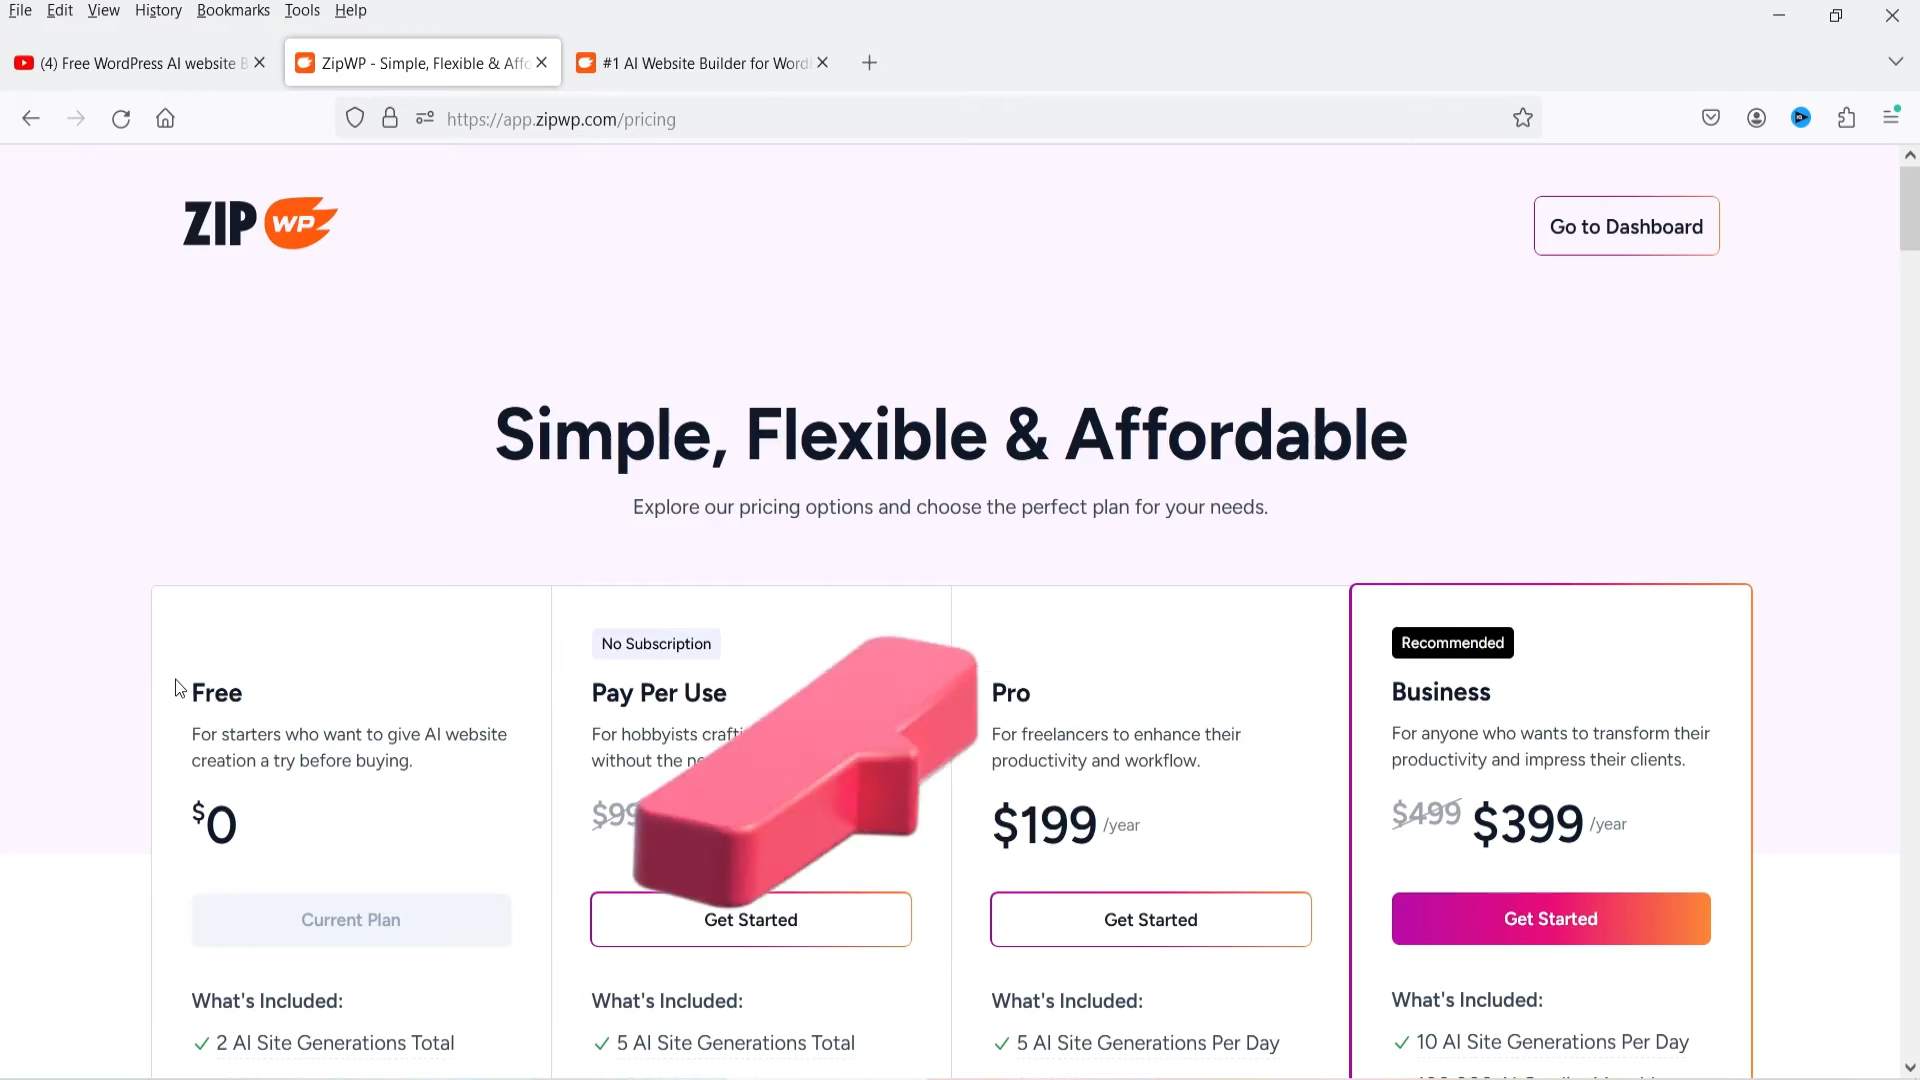 File Edit View History Bookmarks Tools Help
(4) Free WordPress AI website B
ZipWP - Simple, Flexible & Affo
#1 AI Website Builder for Word
https://app.zipwp.com/pricing
ZIP WP
Go to Dashboard
Simple, Flexible & Affordable
Explore our pricing options and choose the perfect plan for your needs.
Free
For starters who want to give AI website
creation a try before buying.
$0
Current Plan
What's Included:
2 AI Site Generations Total
No Subscription
Pay Per Use
For hobbyists crafti
without the
$99
Get Started
What's Included:
5 AI Site Generations Total
Pro
For freelancers to enhance their
productivity and workflow.
$199 /year
Get Started
What's Included:
5 AI Site Generations Per Day
Recommended
Business
For anyone who wants to transform their
productivity and impress their clients.
$499 $399 /year
Get Started
What's Included:
10 AI Site Generations Per Day